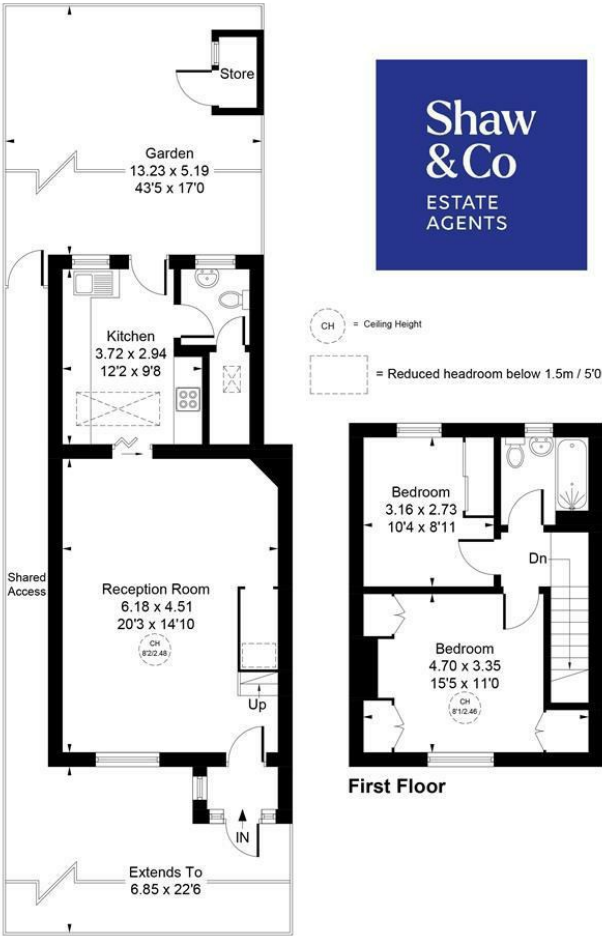 Store
Garden
13.23 x 5.19
43'5 x 17'0
Shaw
& Co
ESTATE
AGENTS
CH = Ceiling Height
= Reduced headroom below 1.5m / 5'0
Kitchen
3.72 x 2.94
12'2 x 9'8
Shared
Access
Reception Room
6.18 x 4.51
20'3 x 14'10
CH
8'2/2.48
Up
IN
Extends To
6.85 x 22'6
Bedroom
3.16 x 2.73
10'4 x 8'11
Dn
Bedroom
4.70 x 3.35
15'5 x 11'0
CH
8'1/2.46
First Floor